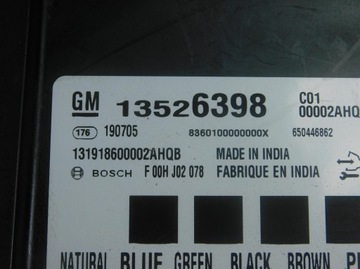 GM 13526398 C01
00002AHQ
176 190705 8360100000000X 650446862
131918600002AHQB MADE IN INDIA
BOSCH F 00H J02 078 FABRIQUE EN INDIA
NATURAL BLUE GREEN BLACK BROWN